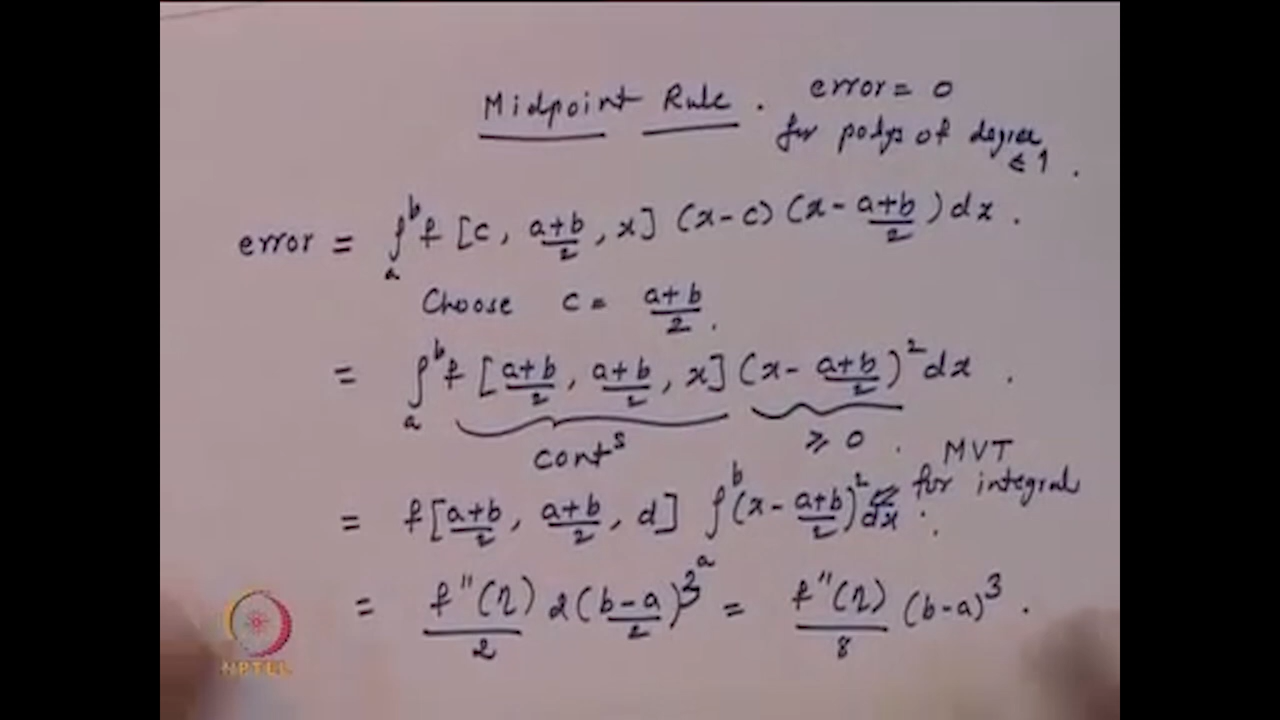 Midpoint Rule . error = 0
for polys of degree
≤ 1 .
error = ∫_a^b f [c, (a+b)/2, x] (x-c) (x - (a+b)/2) dx .
Choose c = (a+b)/2 .
= ∫_a^b f [(a+b)/2, (a+b)/2, x] (x - (a+b)/2)^2 dx .
cont^s ≥ 0 . MVT
for integrals
= f[(a+b)/2, (a+b)/2, d] ∫_a^b (x - (a+b)/2)^2 dx .
= f''(η)/2 2((b-a)/2)^3 = f''(η)/8 (b-a)^3 .
NPTEL